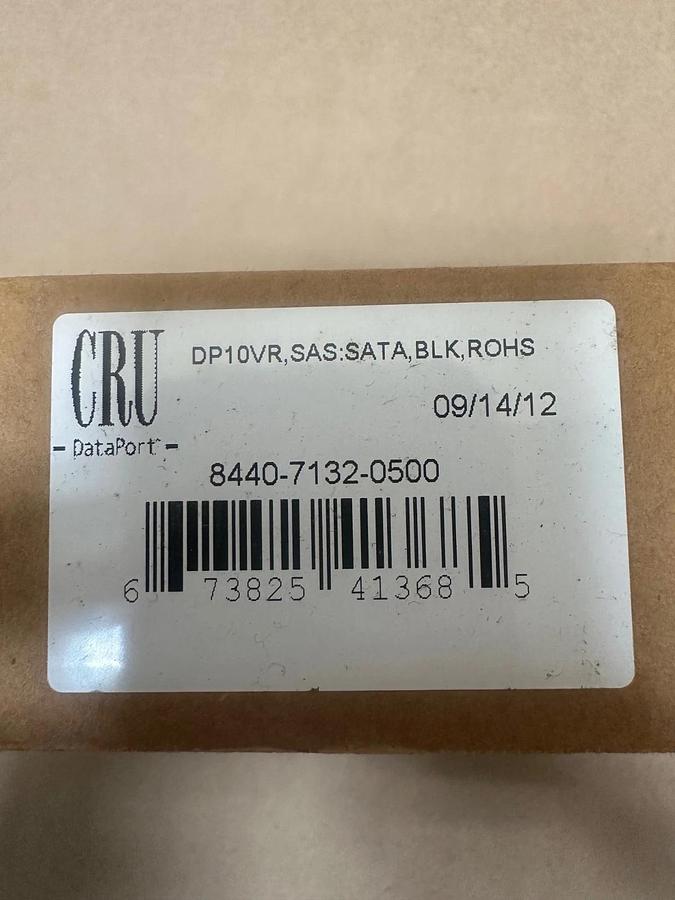 CRU
- DataPort -
DP10VR,SAS:SATA,BLK,ROHS
09/14/12
8440-7132-0500
6 73825 41368 5